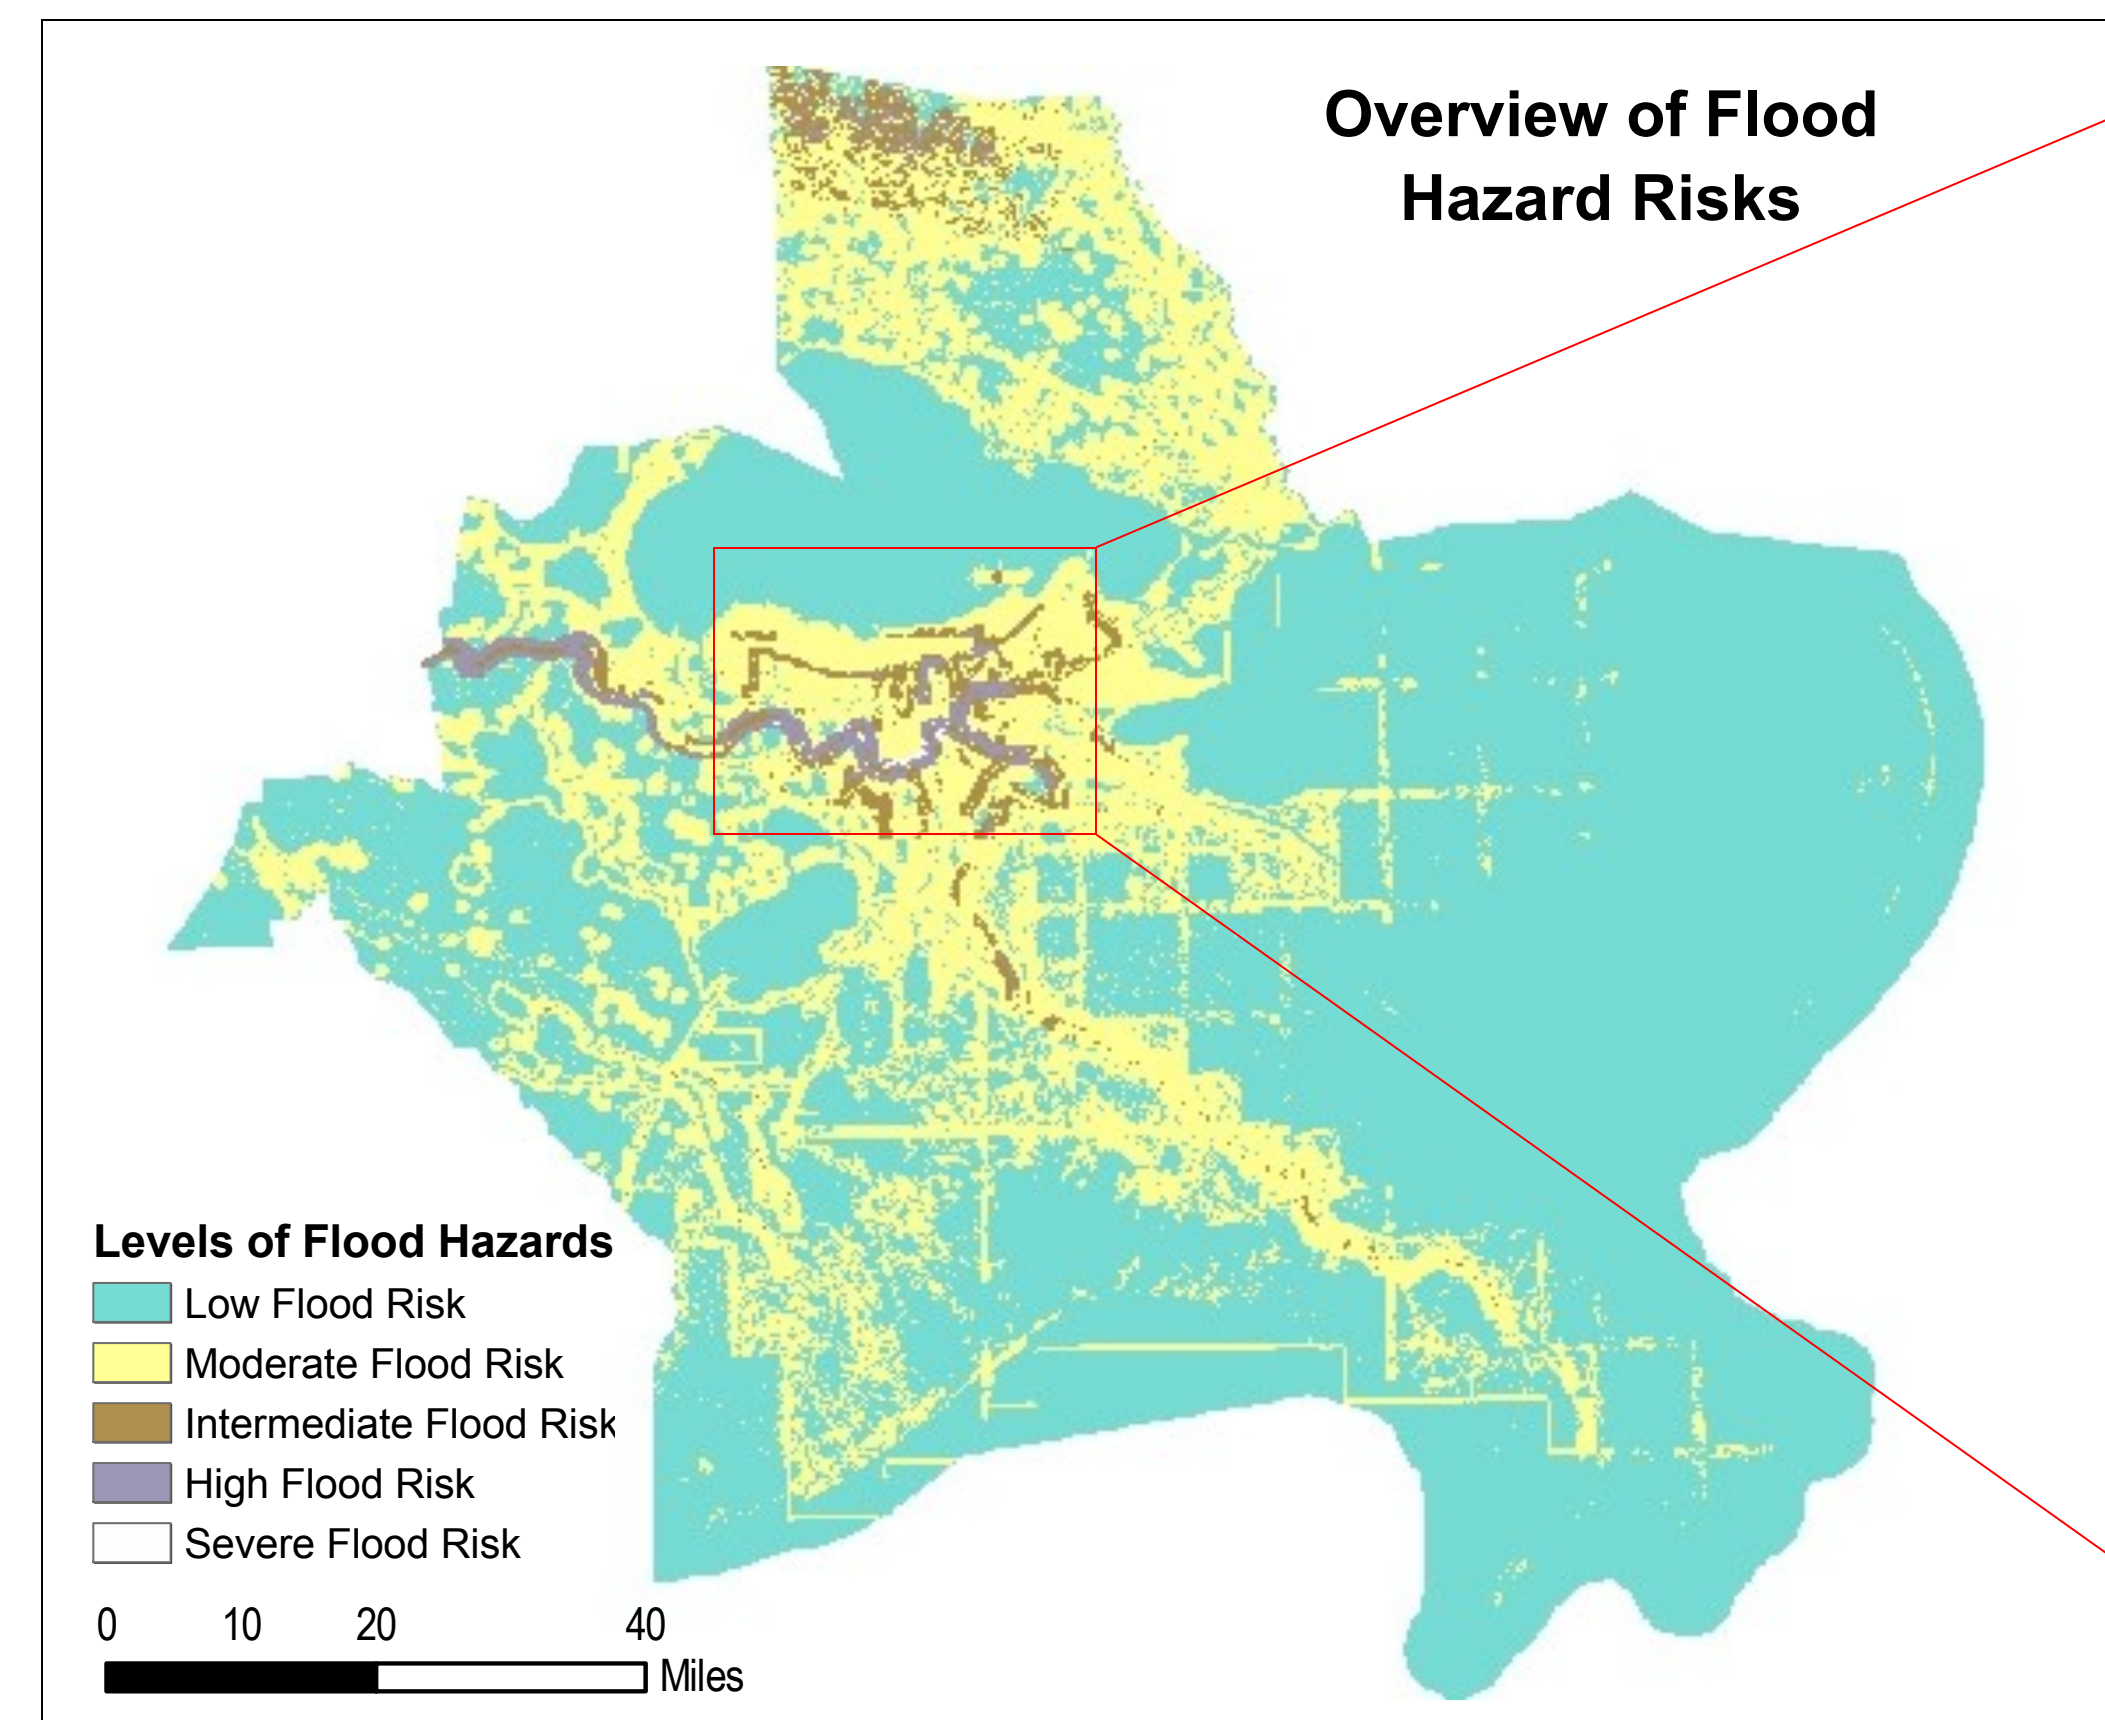 Overview of Flood
Hazard Risks
Levels of Flood Hazards
Low Flood Risk
Moderate Flood Risk
Intermediate Flood Risk
High Flood Risk
Severe Flood Risk
0 10 20 40
Miles